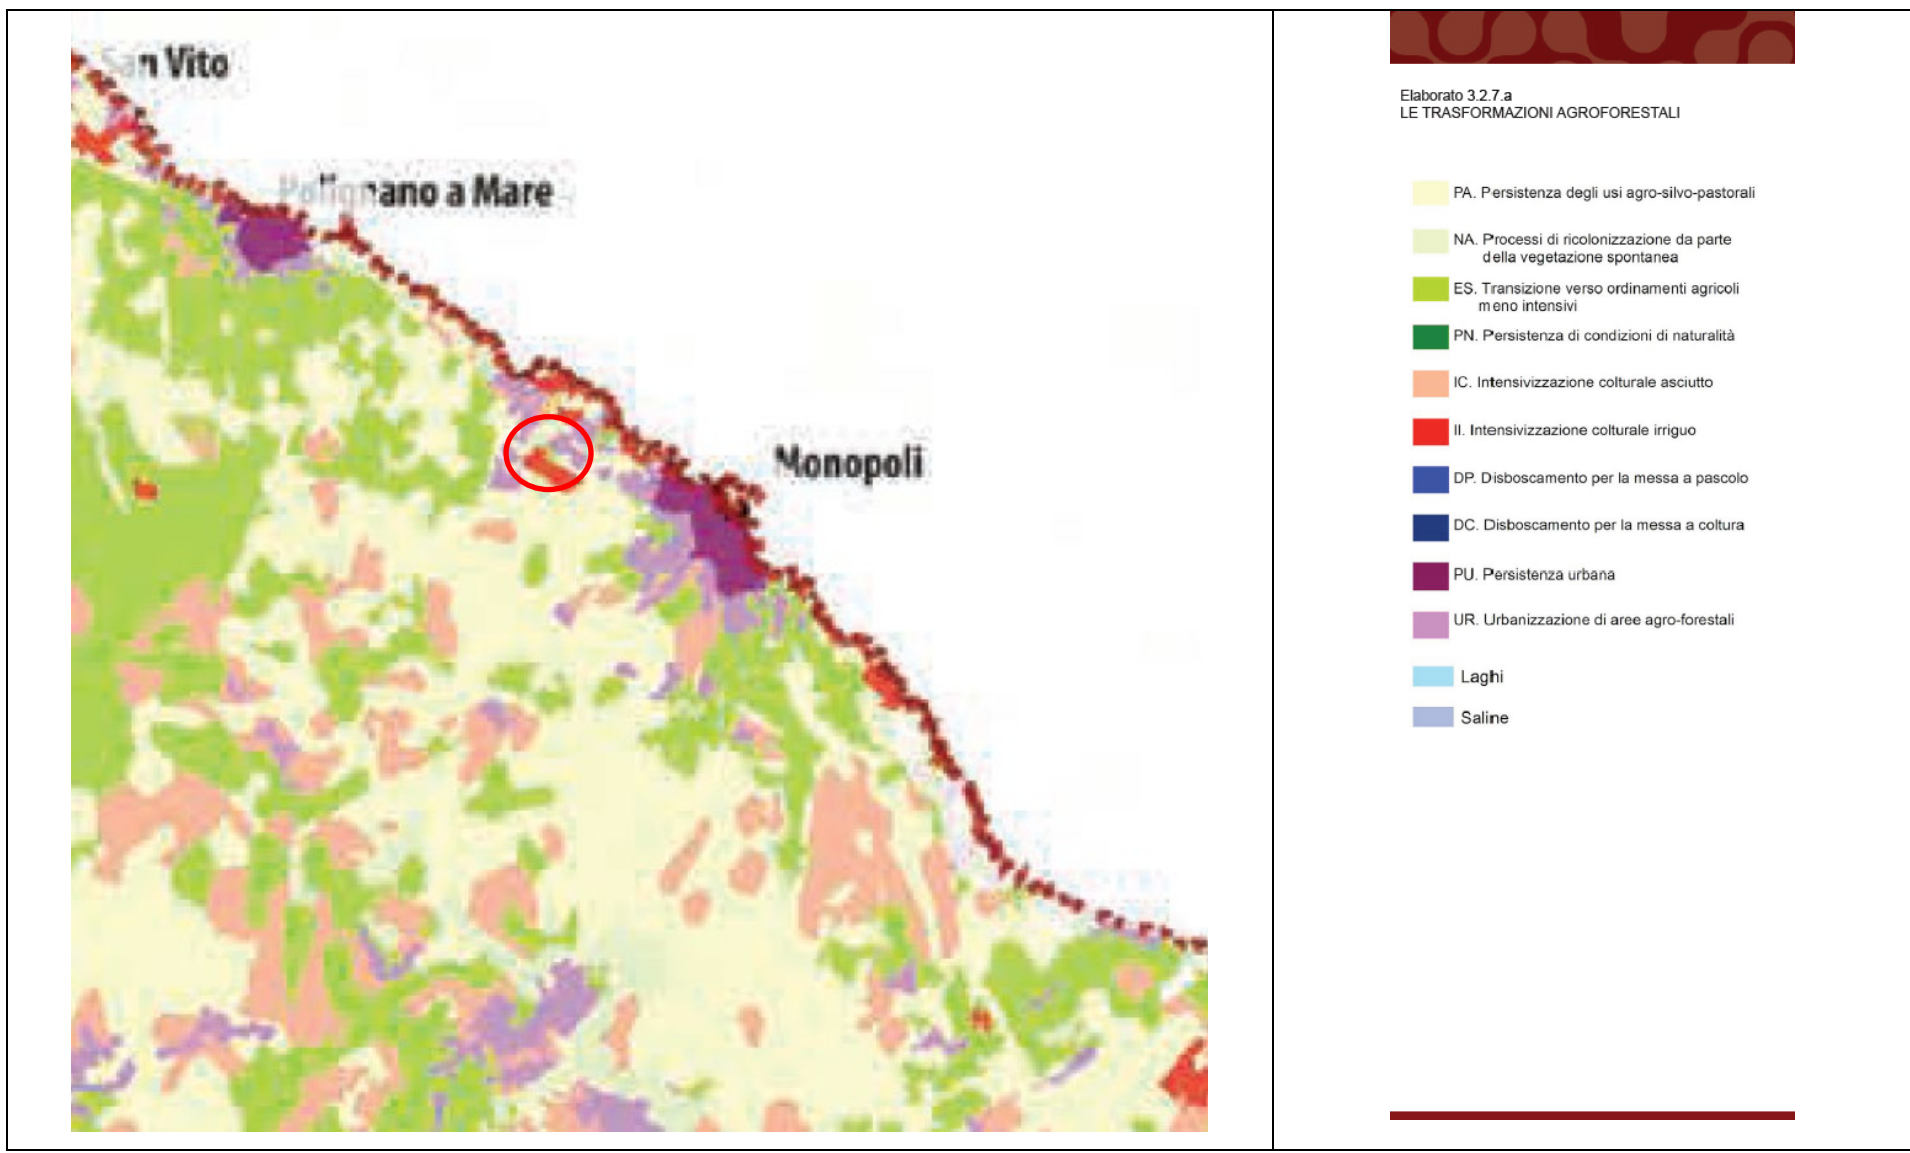 San Vito
Polignano a Mare
Monopoli
Elaborato 3.2.7.a
LE TRASFORMAZIONI AGROFORESTALI
PA. Persistenza degli usi agro-silvo-pastorali
NA. Processi di ricolonizzazione da parte
della vegetazione spontanea
ES. Transizione verso ordinamenti agricoli
meno intensivi
PN. Persistenza di condizioni di naturalità
IC. Intensivizzazione colturale asciutto
II. Intensivizzazione colturale irriguo
DP. Disboscamento per la messa a pascolo
DC. Disboscamento per la messa a coltura
PU. Persistenza urbana
UR. Urbanizzazione di aree agro-forestali
Laghi
Saline